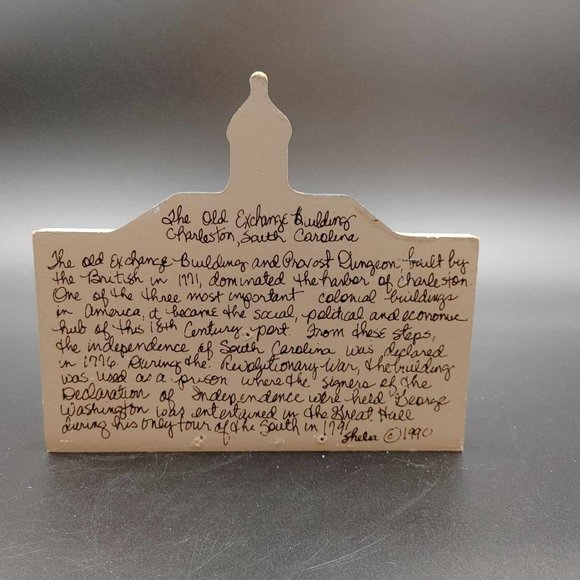 The Old Exchange Building
Charleston, South Carolina
The old Exchange Building and Provost Dungeon, built by
the British in 1771, dominated the harbor of Charleston.
One of the three most important colonial buildings
in America, it became the social, political and economic
hub of this 18th Century port. From these steps,
the independence of South Carolina was declared
in 1776. During the Revolutionary War, the building
was used as a prison where the signers of the
Declaration of Independence were held. George
Washington was entertained in the Great Hall
during his only tour of the South in 1791.
Shelia © 1990